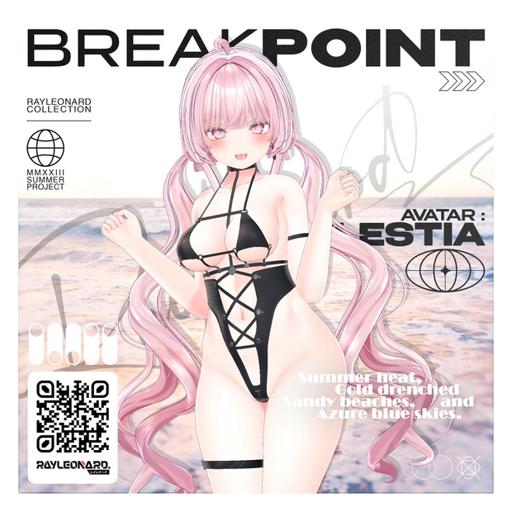 BREAKPOINT
RAYLEONARD
COLLECTION
MMXXIII
SUMMER
PROJECT
AVATAR :
ESTIA
Summer heat,
Gold drenched
Sandy beaches, and
Azure blue skies.
RAYLEONARD.